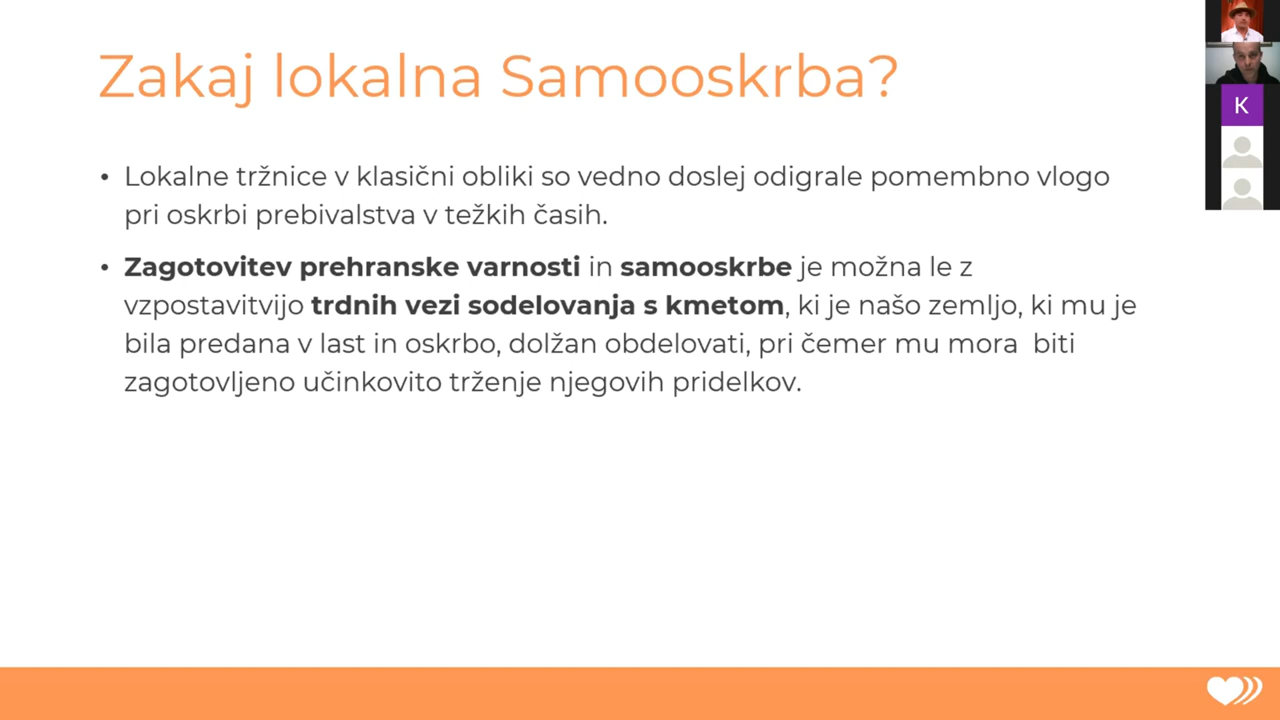 Zakaj lokalna Samooskrba?
• Lokalne tržnice v klasični obliki so vedno doslej odigrale pomembno vlogo
pri oskrbi prebivalstva v težkih časih.
• Zagotovitev prehranske varnosti in samooskrbe je možna le z
vzpostavitvijo trdnih vezi sodelovanja s kmetom, ki je našo zemljo, ki mu je
bila predana v last in oskrbo, dolžan obdelovati, pri čemer mu mora  biti
zagotovljeno učinkovito trženje njegovih pridelkov.
K